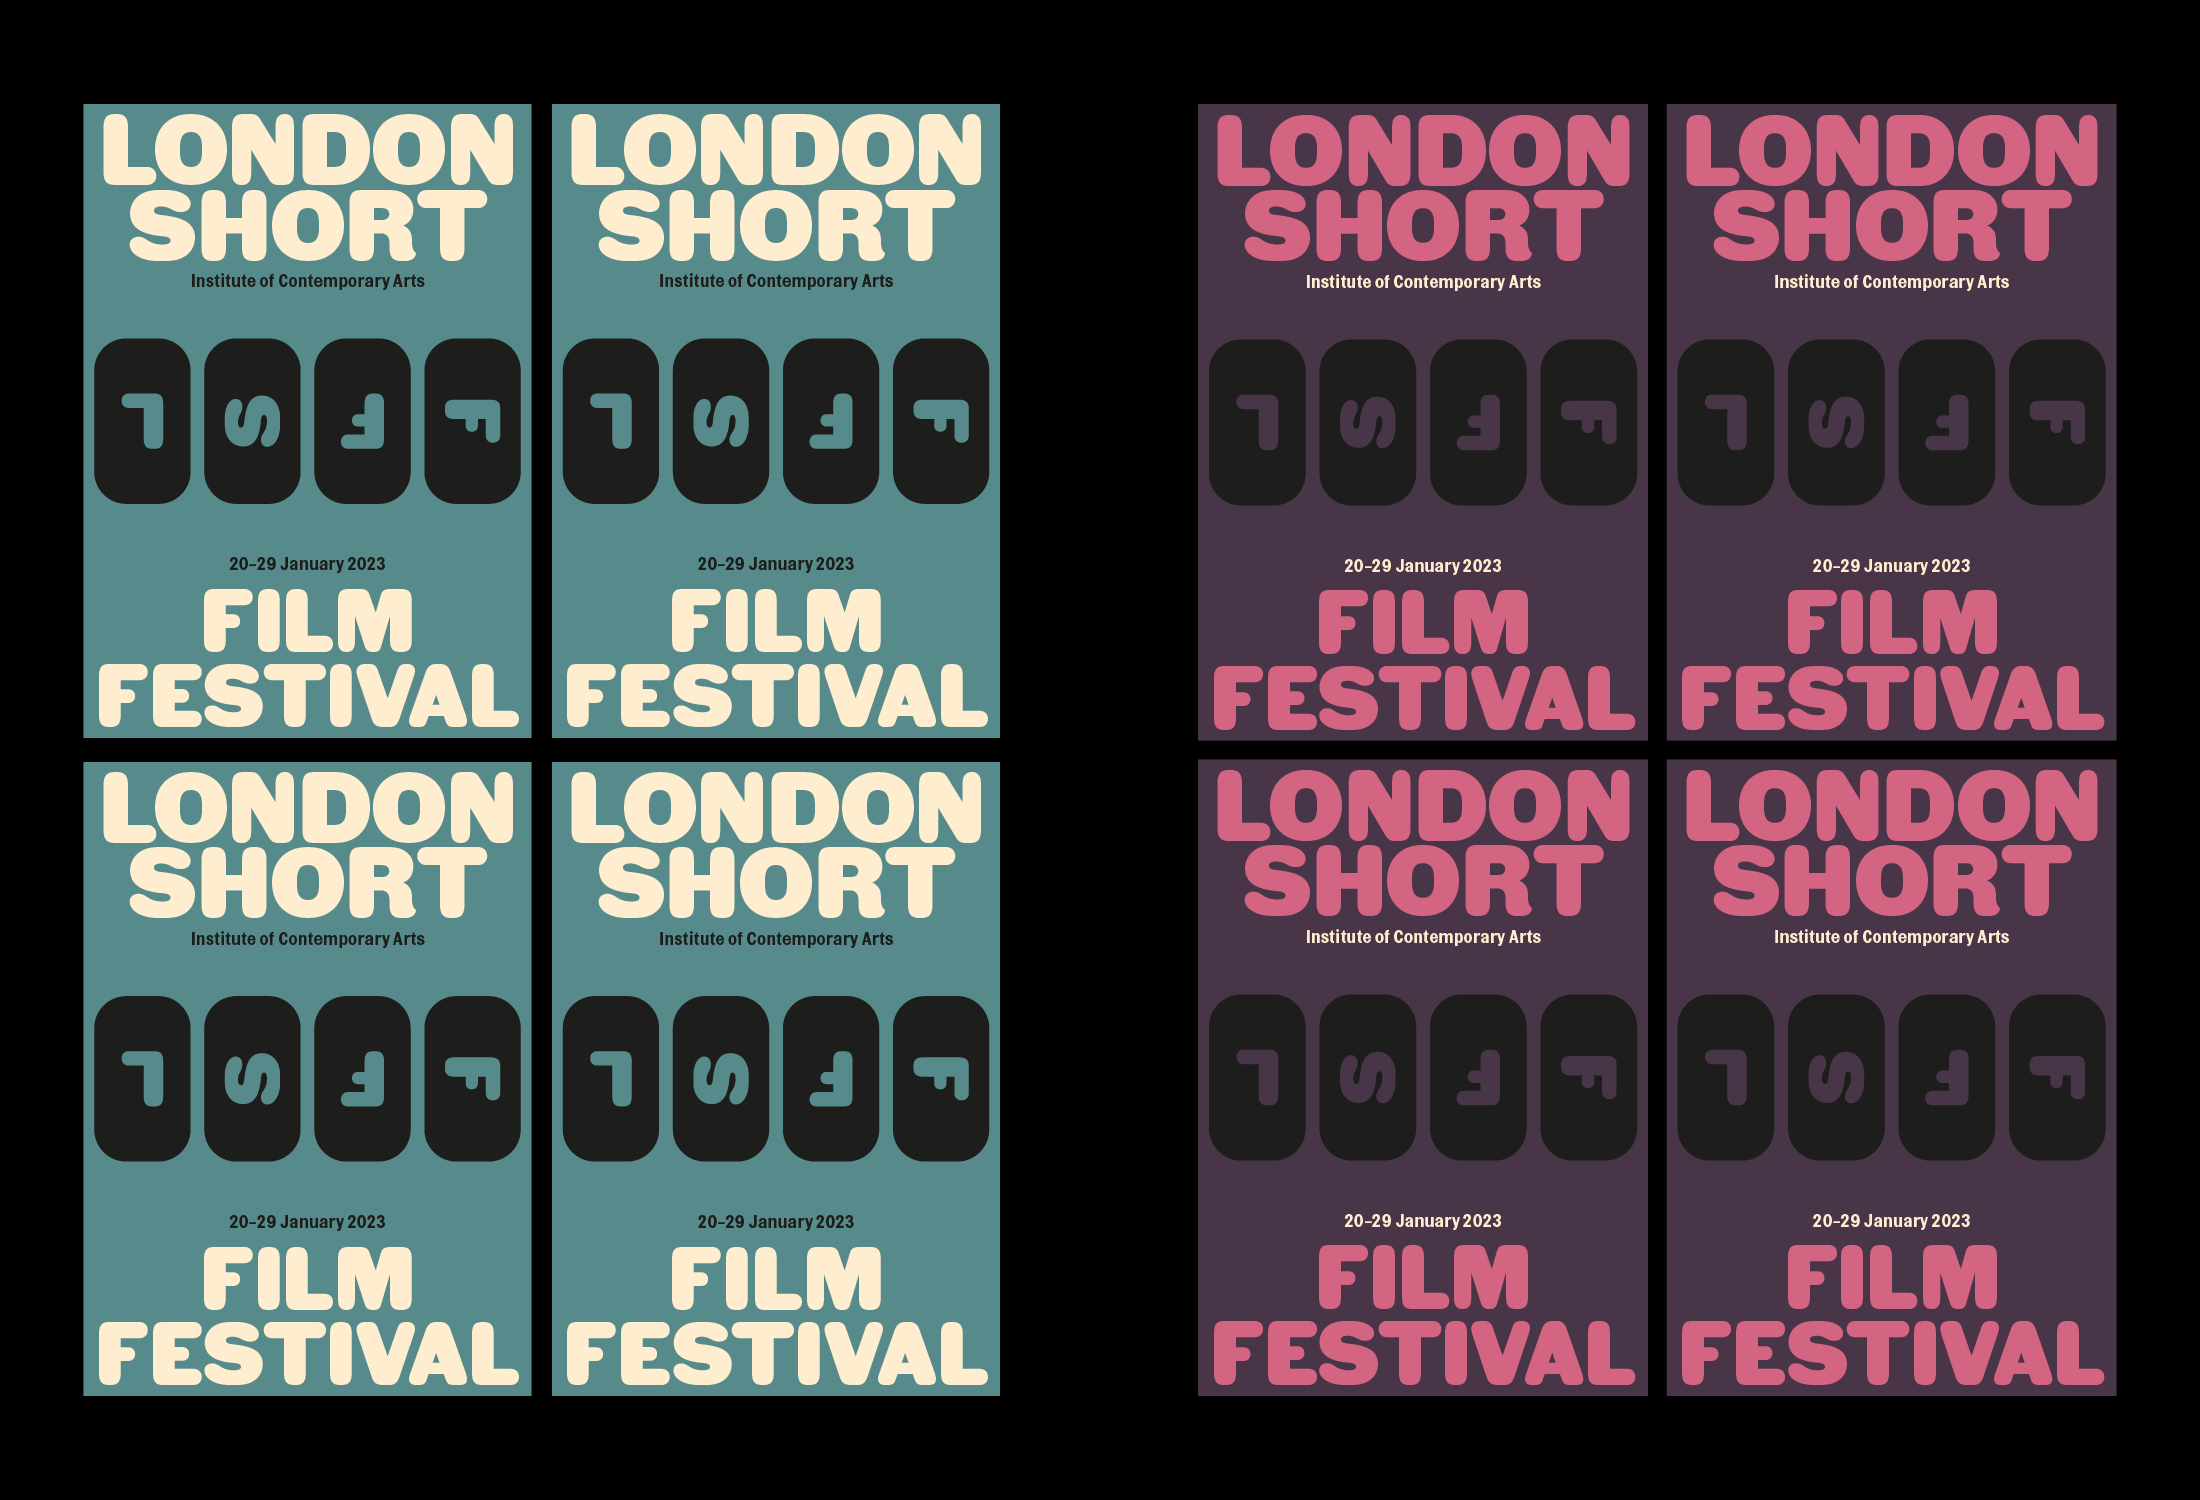 LONDON
SHORT
Institute of Contemporary Arts
L S F F
20–29 January 2023
FILM
FESTIVAL
LONDON
SHORT
Institute of Contemporary Arts
L S F F
20–29 January 2023
FILM
FESTIVAL
LONDON
SHORT
Institute of Contemporary Arts
L S F F
20–29 January 2023
FILM
FESTIVAL
LONDON
SHORT
Institute of Contemporary Arts
L S F F
20–29 January 2023
FILM
FESTIVAL
LONDON
SHORT
Institute of Contemporary Arts
L S F F
20–29 January 2023
FILM
FESTIVAL
LONDON
SHORT
Institute of Contemporary Arts
L S F F
20–29 January 2023
FILM
FESTIVAL
LONDON
SHORT
Institute of Contemporary Arts
L S F F
20–29 January 2023
FILM
FESTIVAL
LONDON
SHORT
Institute of Contemporary Arts
L S F F
20–29 January 2023
FILM
FESTIVAL